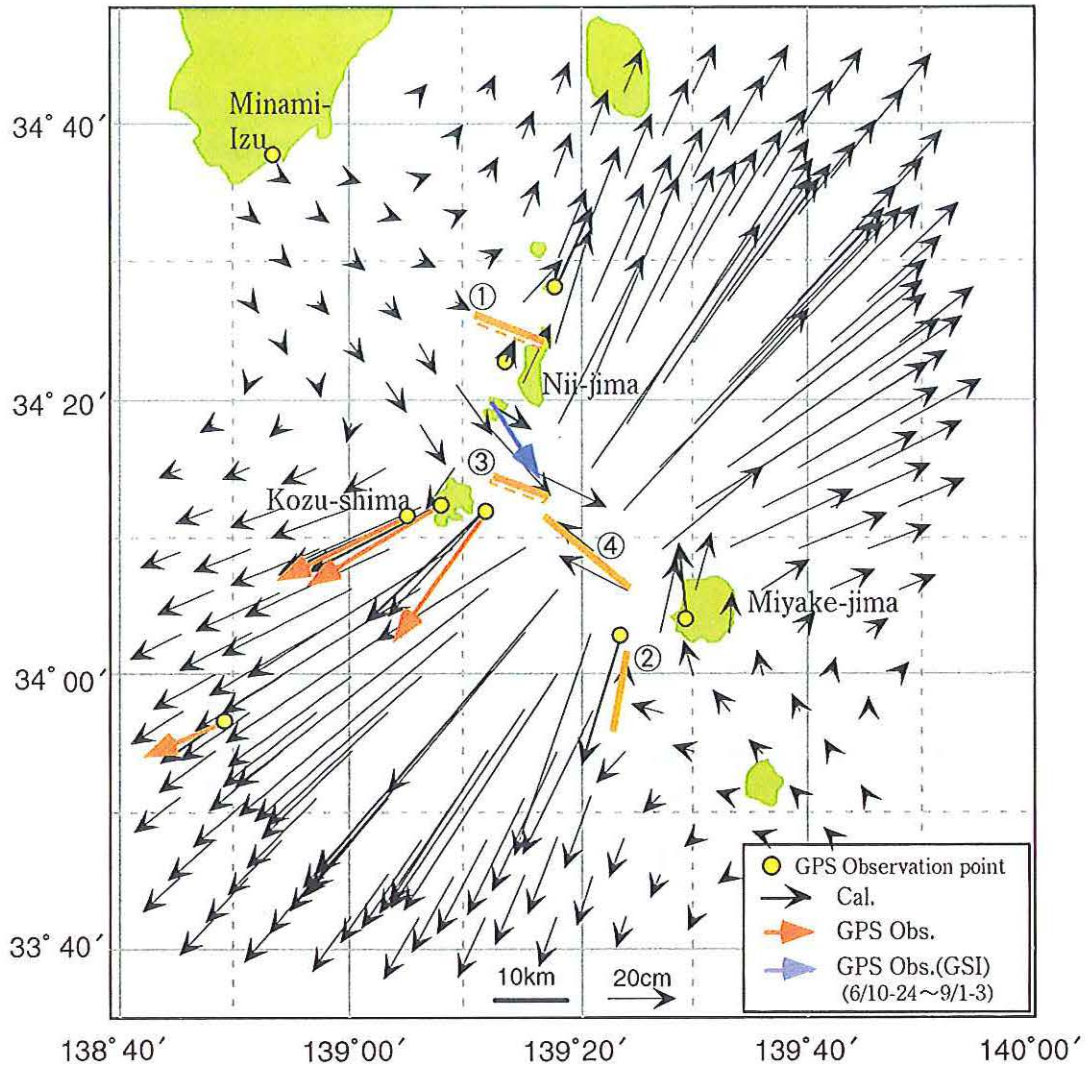 Minami-
Izu
34° 40′
34° 30′
①
Nii-jima
34° 20′
③
Kozu-shima
④
Miyake-jima
②
34° 00′
33° 40′
10km
20cm
GPS Observation point
Cal.
GPS Obs.
GPS Obs.(GSI)
(6/10-24～9/1-3)
138° 40′
139° 00′
139° 20′
139° 40′
140° 00′